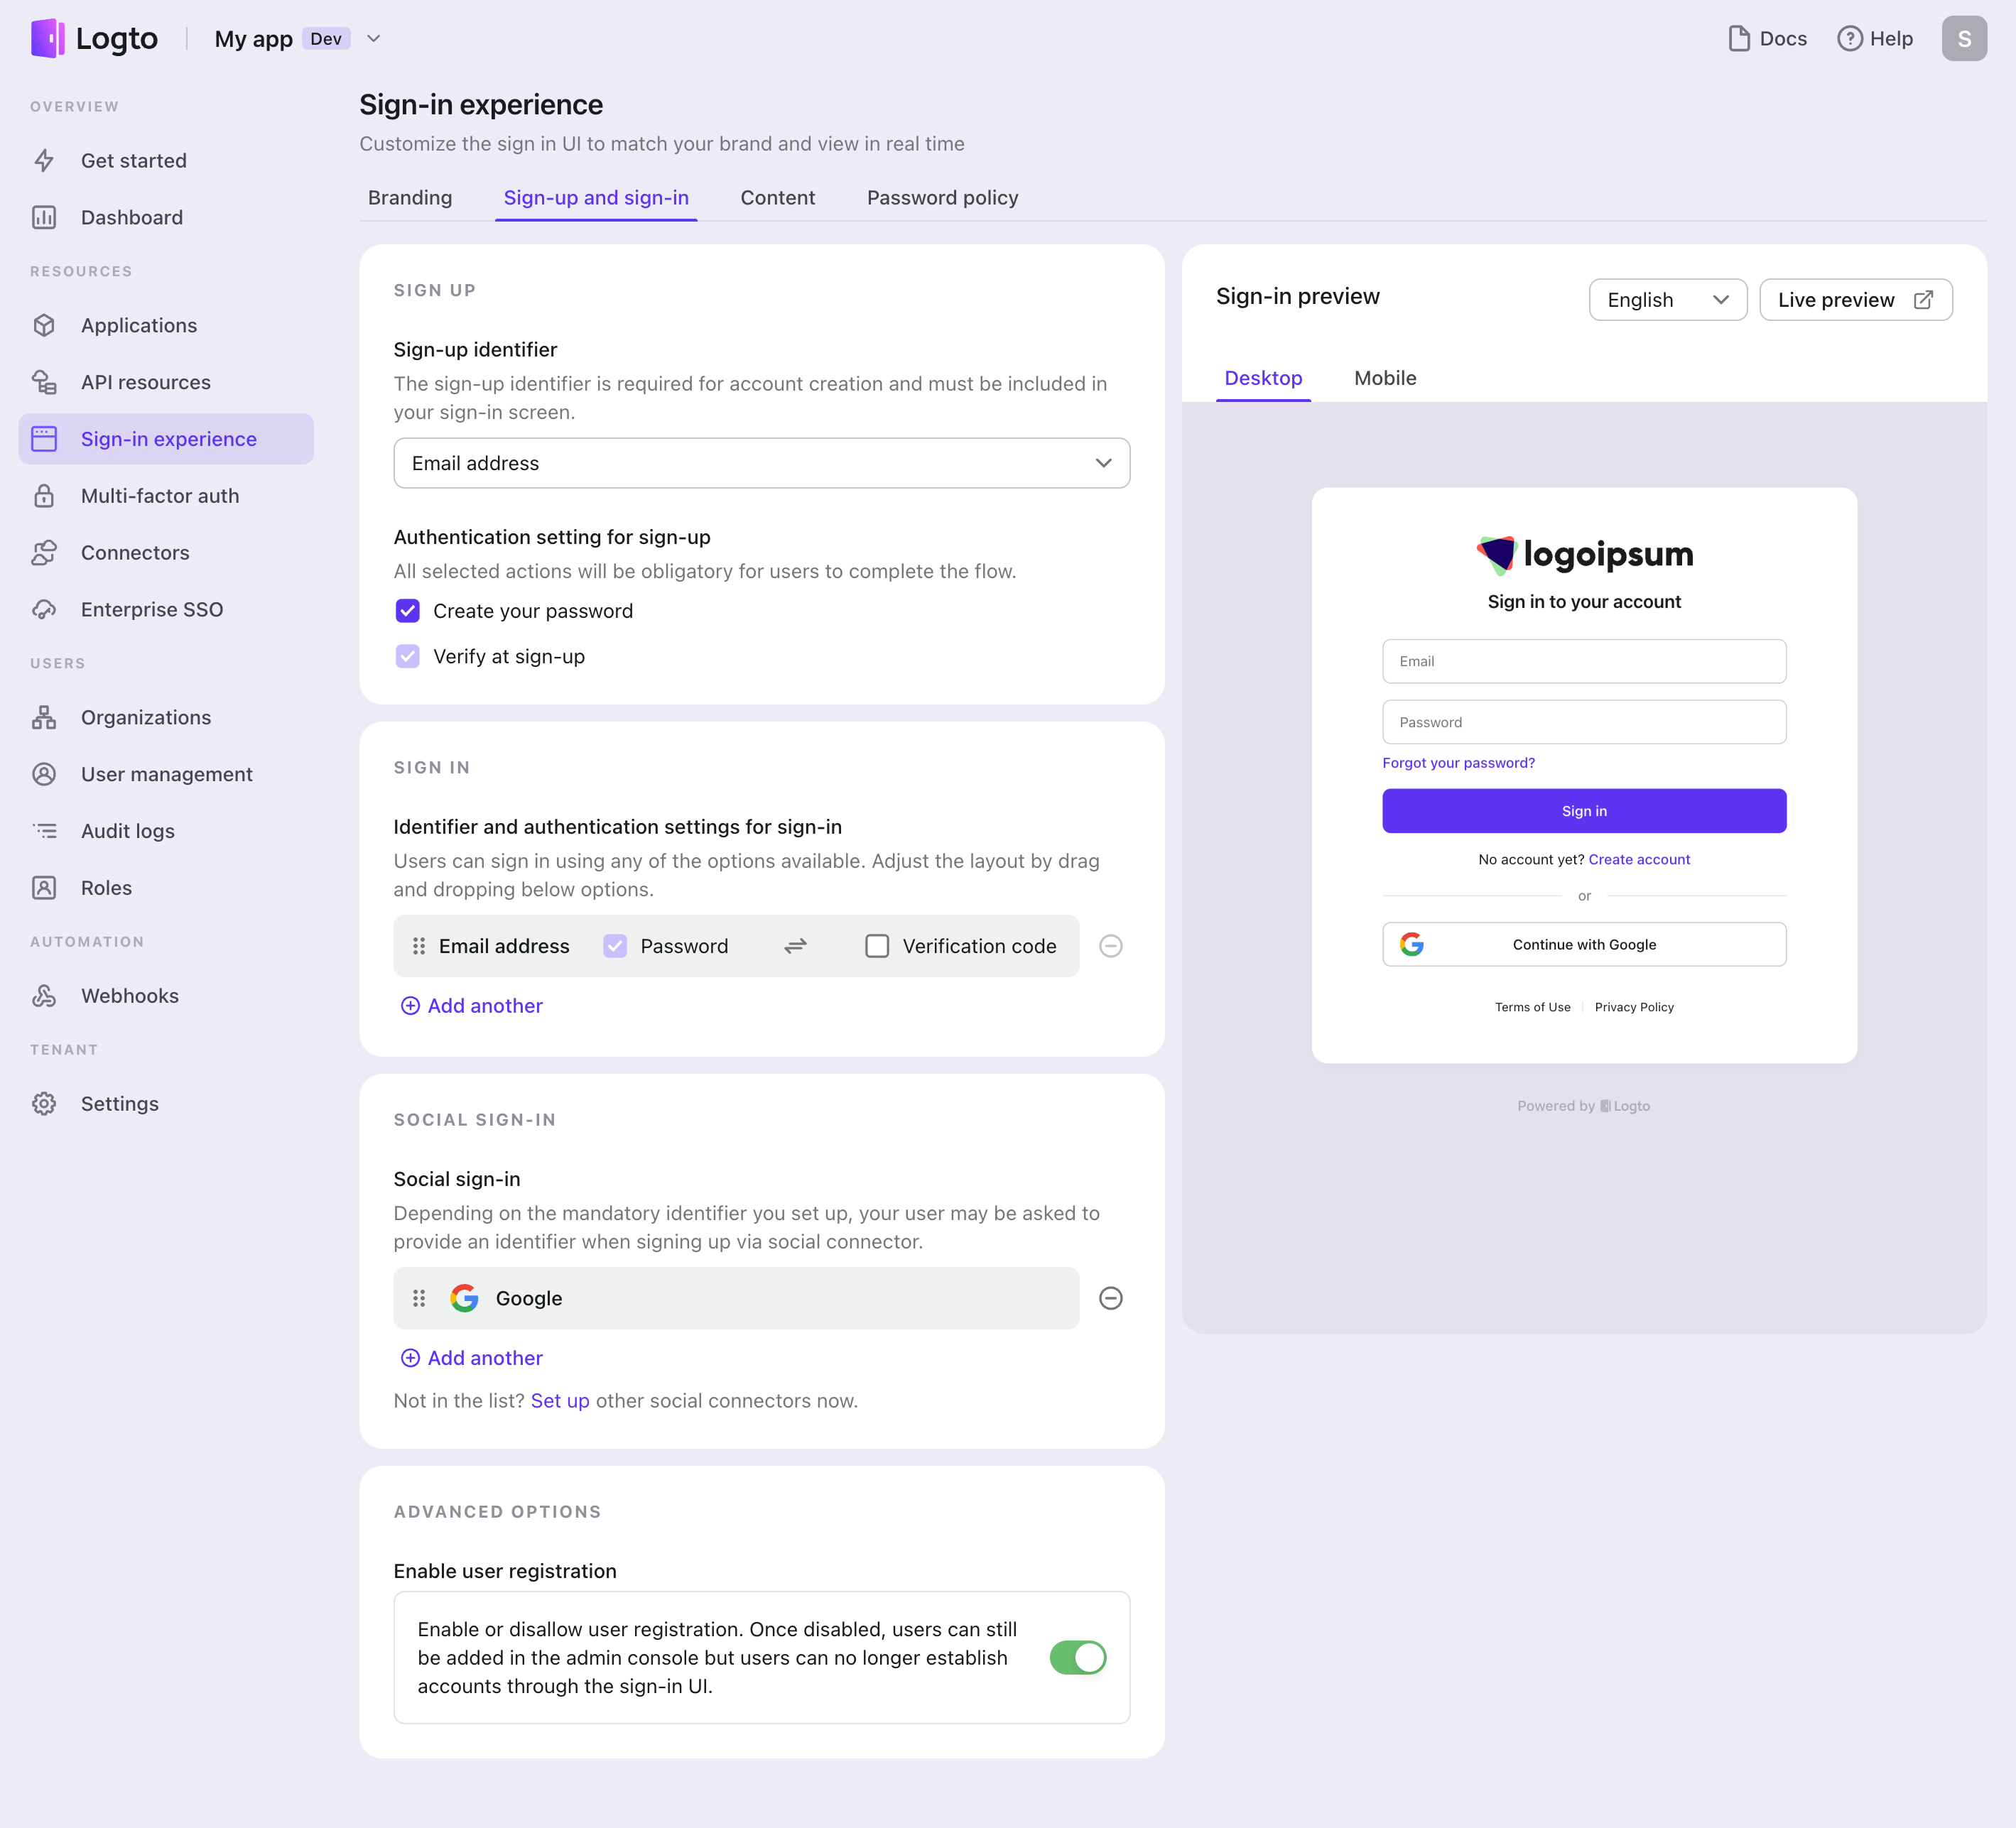 Logto
My app
Dev
Docs
Help
S
OVERVIEW
Get started
Dashboard
RESOURCES
Applications
API resources
Sign-in experience
Multi-factor auth
Connectors
Enterprise SSO
USERS
Organizations
User management
Audit logs
Roles
AUTOMATION
Webhooks
TENANT
Settings
Sign-in experience
Customize the sign in UI to match your brand and view in real time
Branding
Sign-up and sign-in
Content
Password policy
SIGN UP
Sign-up identifier
The sign-up identifier is required for account creation and must be included in
your sign-in screen.
Email address
Authentication setting for sign-up
All selected actions will be obligatory for users to complete the flow.
Create your password
Verify at sign-up
SIGN IN
Identifier and authentication settings for sign-in
Users can sign in using any of the options available. Adjust the layout by drag
and dropping below options.
Email address
Password
Verification code
Add another
SOCIAL SIGN-IN
Social sign-in
Depending on the mandatory identifier you set up, your user may be asked to
provide an identifier when signing up via social connector.
Google
Add another
Not in the list? Set up other social connectors now.
ADVANCED OPTIONS
Enable user registration
Enable or disallow user registration. Once disabled, users can still
be added in the admin console but users can no longer establish
accounts through the sign-in UI.
Sign-in preview
English
Live preview
Desktop
Mobile
logoipsum
Sign in to your account
Email
Password
Forgot your password?
Sign in
No account yet? Create account
or
Continue with Google
Terms of Use
Privacy Policy
Powered by Logto